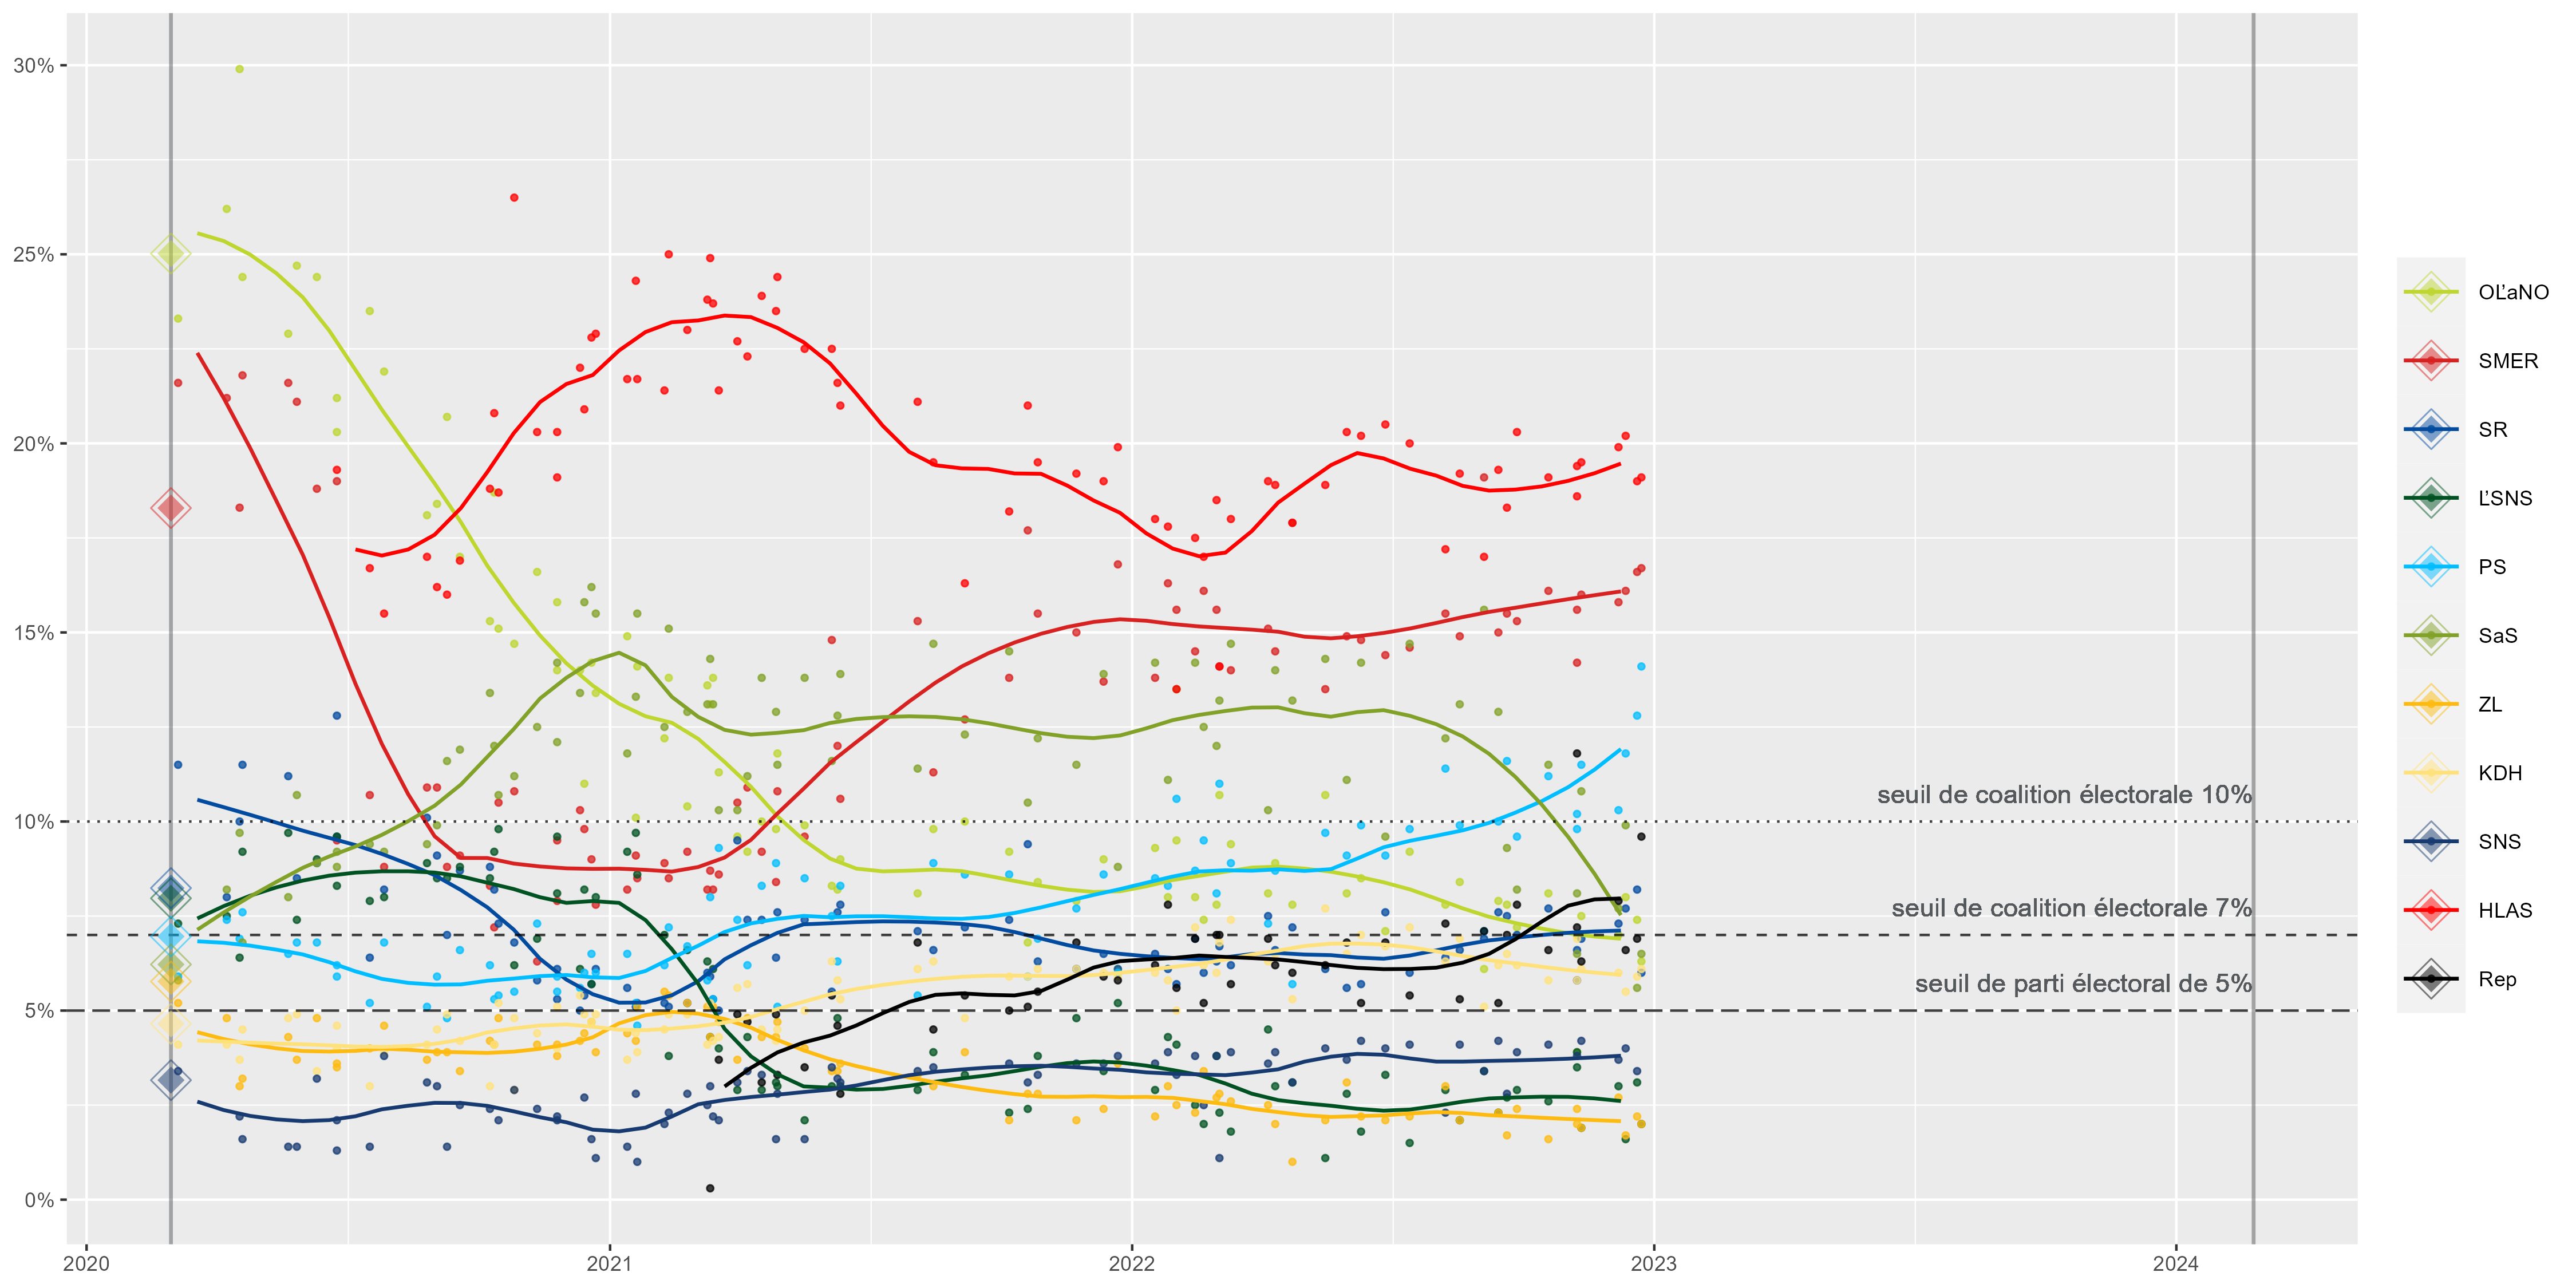 30%
25%
20%
15%
10%
5%
0%
seuil de coalition électorale 10%
seuil de coalition électorale 7%
seuil de parti électoral de 5%
2020
2021
2022
2023
2024
OĽaNO
SMER
SR
ĽSNS
PS
SaS
ZL
KDH
SNS
HLAS
Rep